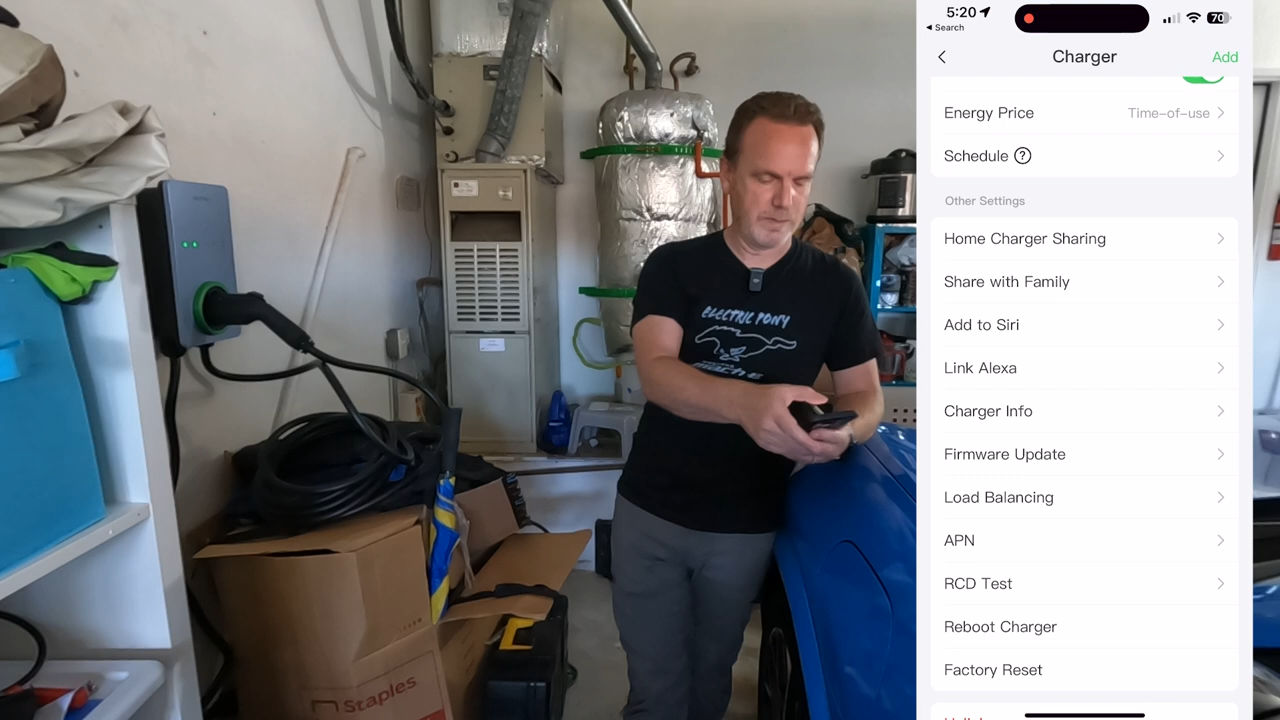 5:20
70
Search
Charger
Add
Energy Price
Time-of-use
Schedule ?
Other Settings
Home Charger Sharing
Share with Family
Add to Siri
Link Alexa
Charger Info
Firmware Update
Load Balancing
APN
RCD Test
Reboot Charger
Factory Reset
ELECTRIC PONY
Staples